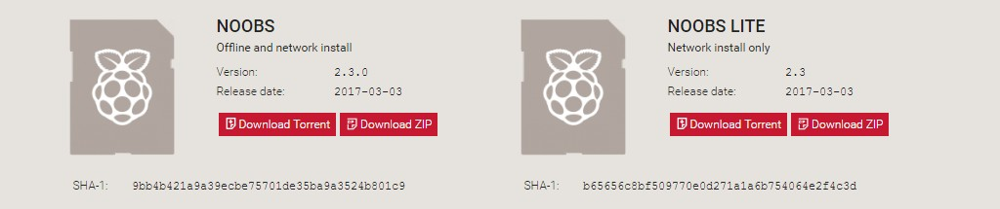 NOOBS
Offline and network install
Version: 2.3.0
Release date: 2017-03-03
Download Torrent Download ZIP
SHA-1: 9bb4b421a9a39ecbe75701de35ba9a3524b801c9
NOOBS LITE
Network install only
Version: 2.3
Release date: 2017-03-03
Download Torrent Download ZIP
SHA-1: b65656c8bf509770e0d271a1a6b754064e2f4c3d